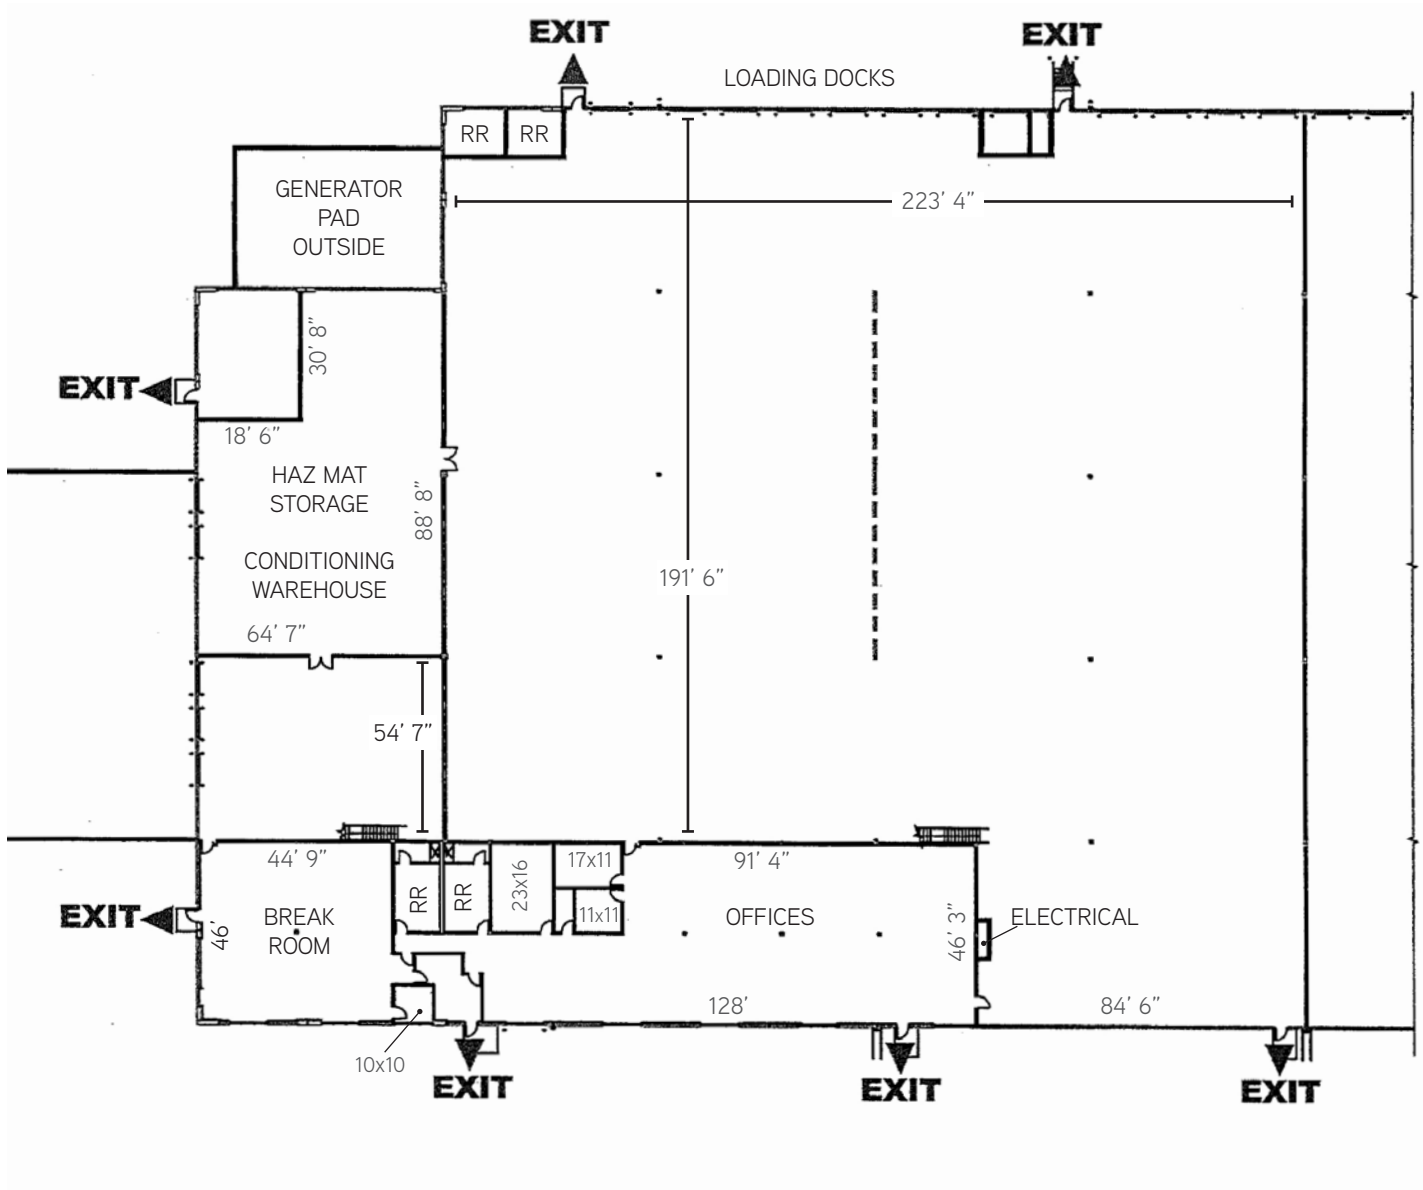 EXIT
EXIT
LOADING DOCKS
RR
RR
GENERATOR
PAD
OUTSIDE
223’ 4”
30’ 8”
EXIT
18’ 6”
HAZ MAT
STORAGE
88’ 8”
CONDITIONING
WAREHOUSE
191’ 6”
64’ 7”
54’ 7”
44’ 9”
17x11
91’ 4”
23x16
RR
RR
11x11
EXIT
46’
BREAK
ROOM
OFFICES
46’ 3”
ELECTRICAL
128’
84’ 6”
10x10
EXIT
EXIT
EXIT